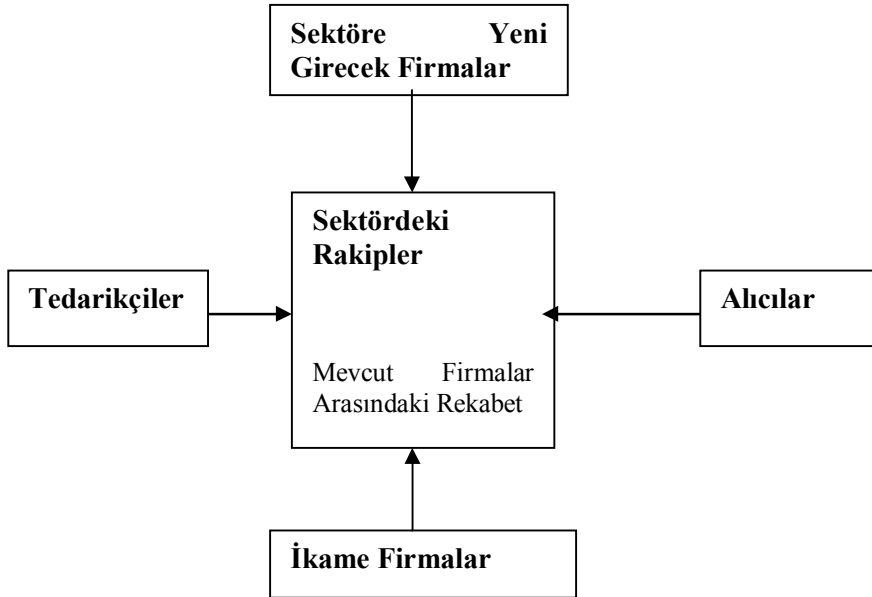 Sektöre Yeni
Girecek Firmalar
Sektördeki
Rakipler
Tedarikçiler
Alıcılar
Mevcut Firmalar
Arasındaki Rekabet
İkame Firmalar